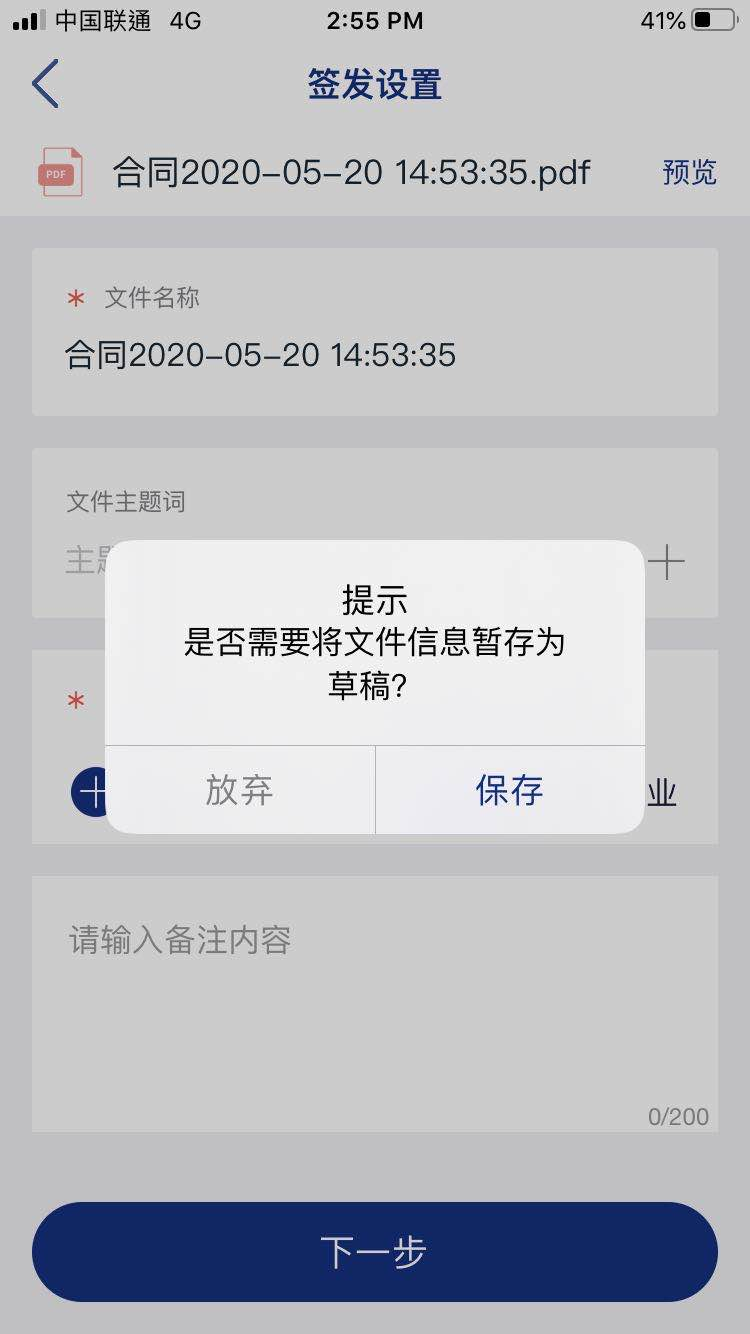 中国联通 4G 2:55 PM 41%
签发设置
PDF 合同2020-05-20 14:53:35.pdf 预览
* 文件名称
合同2020-05-20 14:53:35
文件主题词
主
提示
是否需要将文件信息暂存为
草稿?
*
放弃 保存
业
请输入备注内容
0/200
下一步